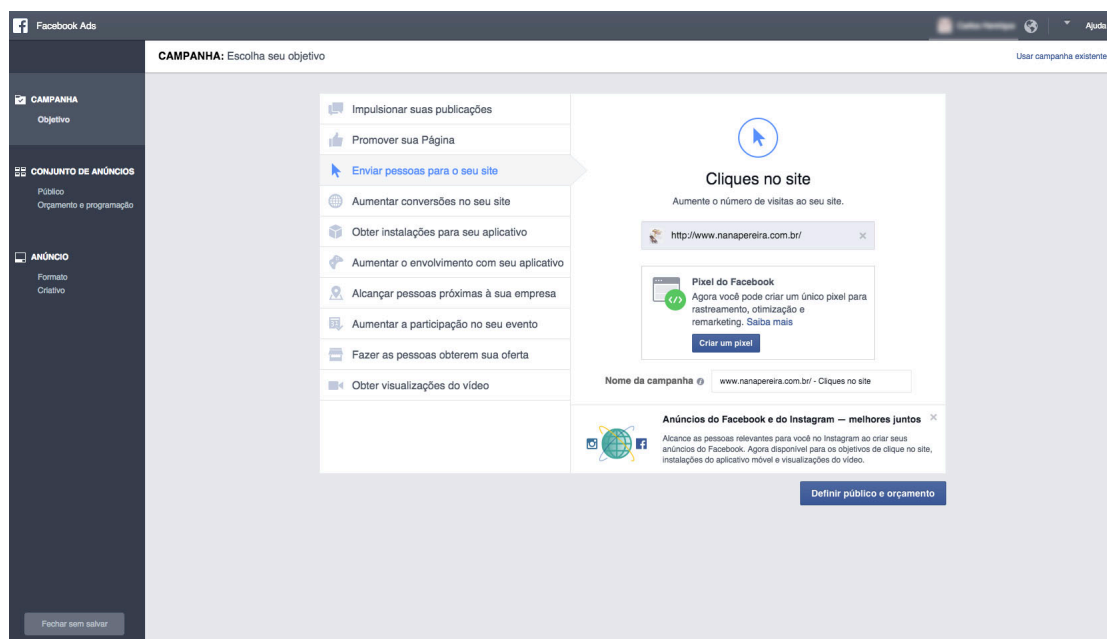 Facebook Ads
Ajuda
CAMPANHA: Escolha seu objetivo
Usar campanha existente
CAMPANHA
Objetivo
CONJUNTO DE ANÚNCIOS
Público
Orçamento e programação
ANÚNCIO
Formato
Criativo
Fechar sem salvar
Impulsionar suas publicações
Promover sua Página
Enviar pessoas para o seu site
Aumentar conversões no seu site
Obter instalações para seu aplicativo
Aumentar o envolvimento com seu aplicativo
Alcançar pessoas próximas à sua empresa
Aumentar a participação no seu evento
Fazer as pessoas obterem sua oferta
Obter visualizações do vídeo
Cliques no site
Aumente o número de visitas ao seu site.
http://www.nanapereira.com.br/
Pixel do Facebook
Agora você pode criar um único pixel para
rastreamento, otimização e
remarketing. Saiba mais
Criar um pixel
Nome da campanha
www.nanapereira.com.br/ - Cliques no site
Anúncios do Facebook e do Instagram — melhores juntos
Alcance as pessoas relevantes para você no Instagram ao criar seus
anúncios do Facebook. Agora disponível para os objetivos de clique no site,
instalações do aplicativo móvel e visualizações do vídeo.
Definir público e orçamento